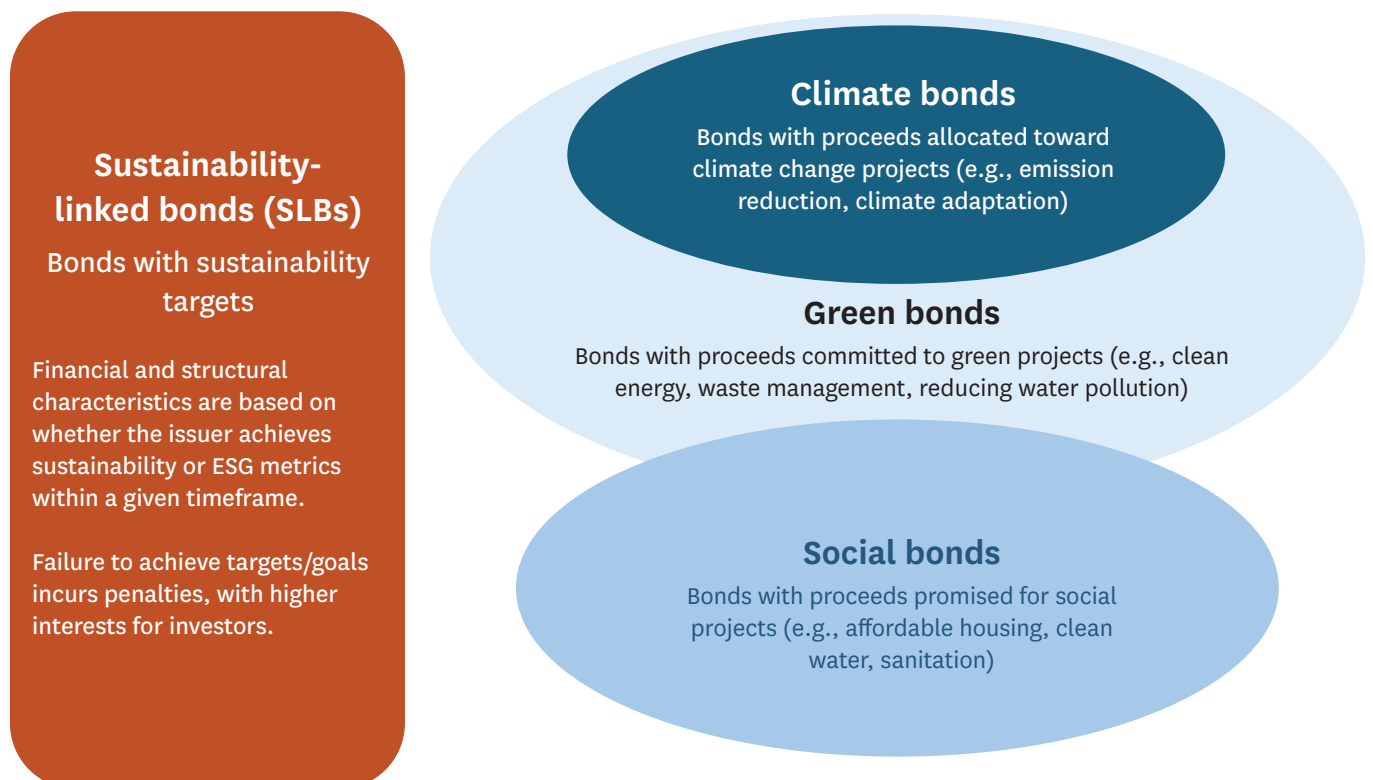 Sustainability-
linked bonds (SLBs)
Bonds with sustainability
targets
Financial and structural
characteristics are based on
whether the issuer achieves
sustainability or ESG metrics
within a given timeframe.
Failure to achieve targets/goals
incurs penalties, with higher
interests for investors.
Climate bonds
Bonds with proceeds allocated toward
climate change projects (e.g., emission
reduction, climate adaptation)
Green bonds
Bonds with proceeds committed to green projects (e.g., clean
energy, waste management, reducing water pollution)
Social bonds
Bonds with proceeds promised for social
projects (e.g., affordable housing, clean
water, sanitation)